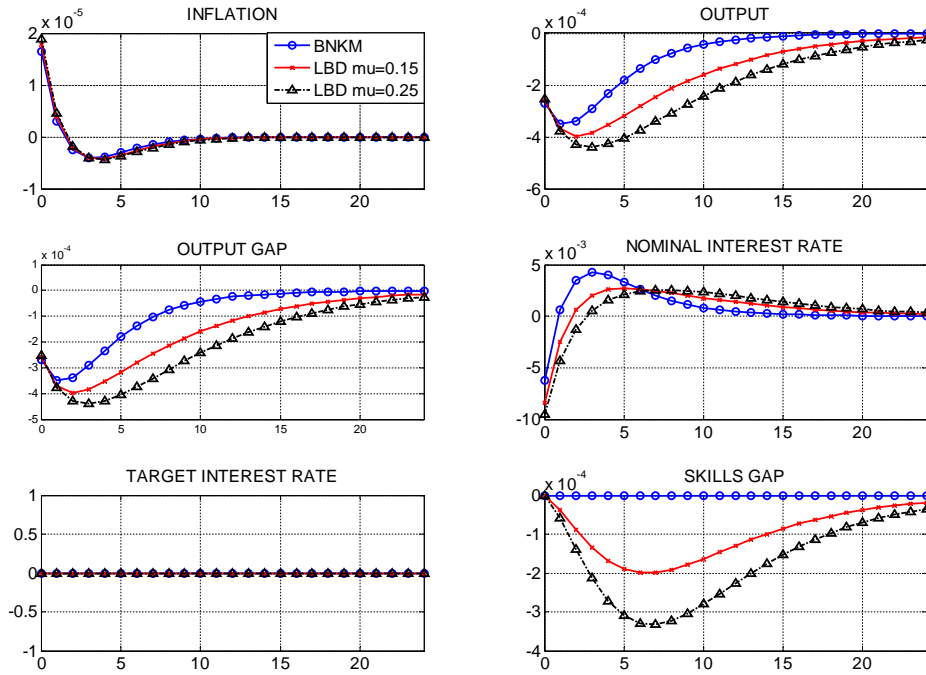 INFLATION
x 10^-5
2
1
0
-1
0 5 10 15 20
BNKM
LBD mu=0.15
LBD mu=0.25
OUTPUT
x 10^-4
0
-2
-4
-6
0 5 10 15 20
OUTPUT GAP
x 10^-4
1
0
-1
-2
-3
-4
-5
0 5 10 15 20
NOMINAL INTEREST RATE
x 10^-3
5
0
-5
-10
0 5 10 15 20
TARGET INTEREST RATE
1
0.5
0
-0.5
-1
0 5 10 15 20
SKILLS GAP
x 10^-4
0
-1
-2
-3
-4
0 5 10 15 20